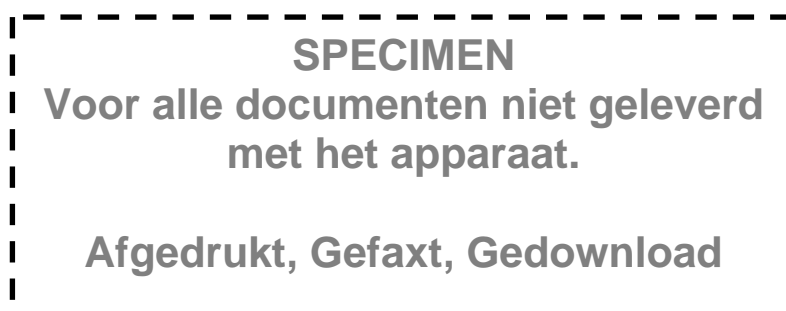 SPECIMEN
Voor alle documenten niet geleverd
met het apparaat.
Afgedrukt, Gefaxt, Gedownload